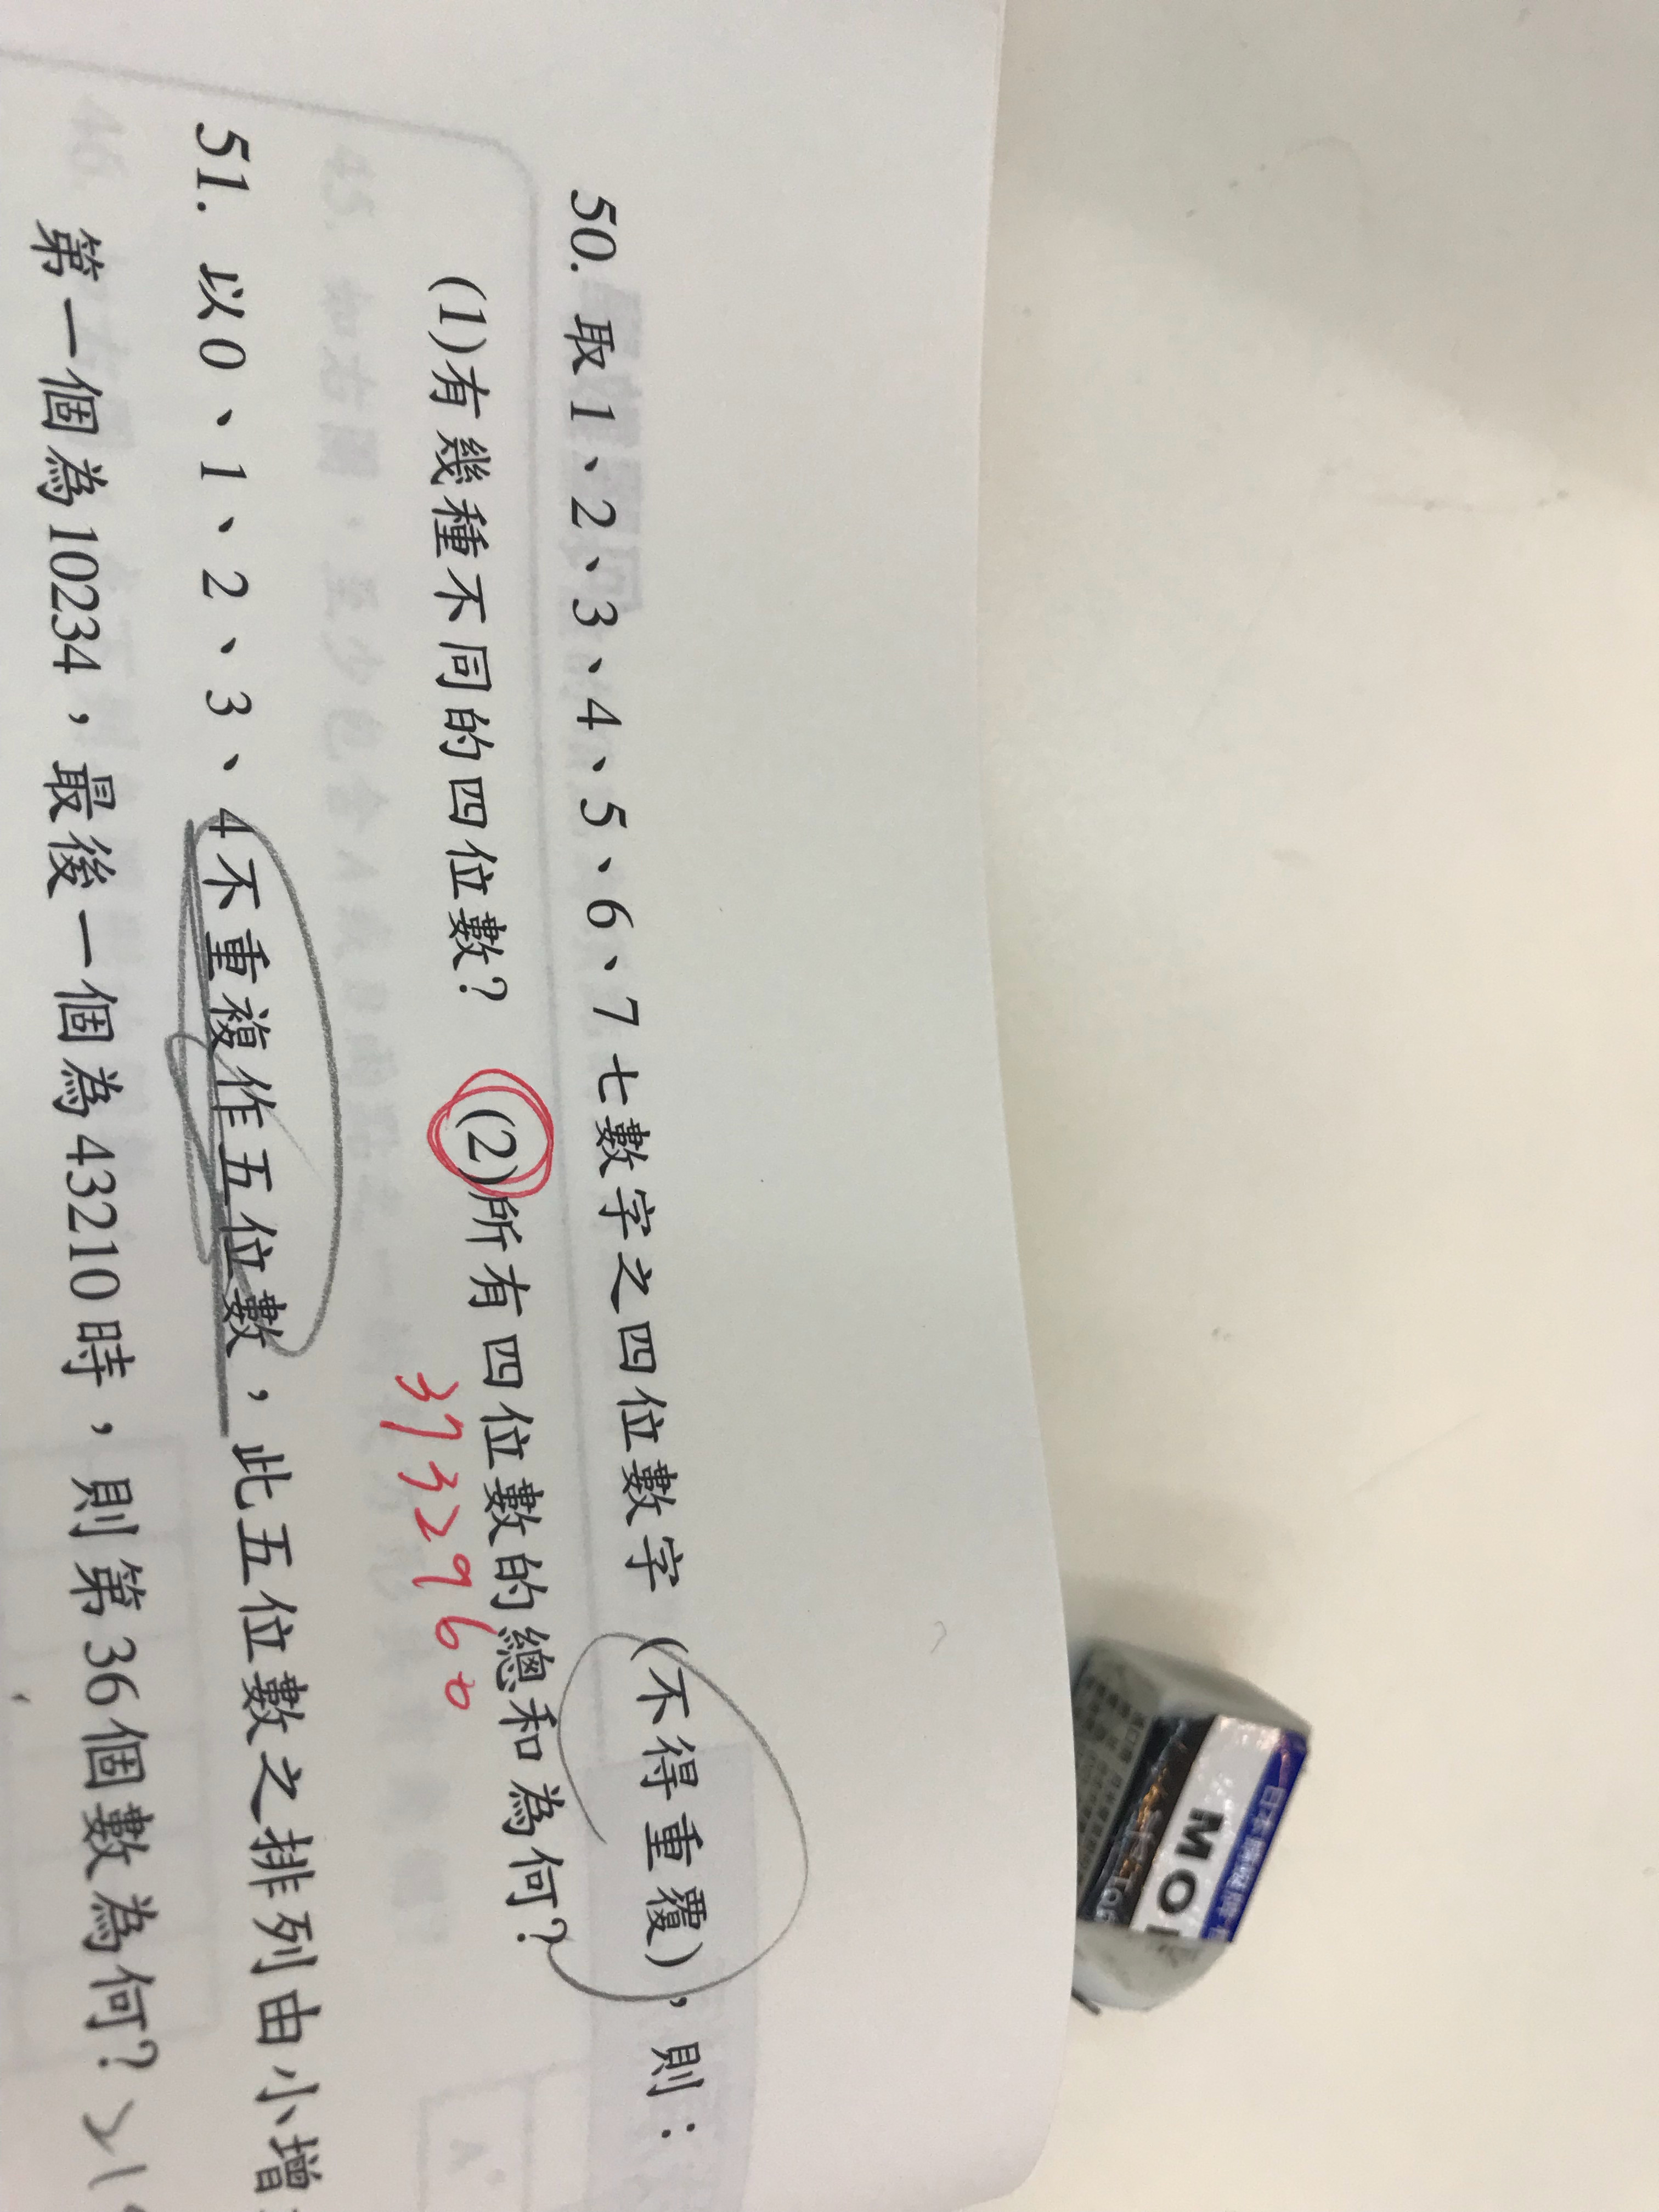 50. 取1、2、3、4、5、6、7七數字之四位數字(不得重覆),則:
(1)有幾種不同的四位數? (2)所有四位數的總和為何?
3732960
51. 以0、1、2、3、4不重複作五位數,此五位數之排列由小增
第一個為10234,最後一個為43210時,則第36個數為何?
MO